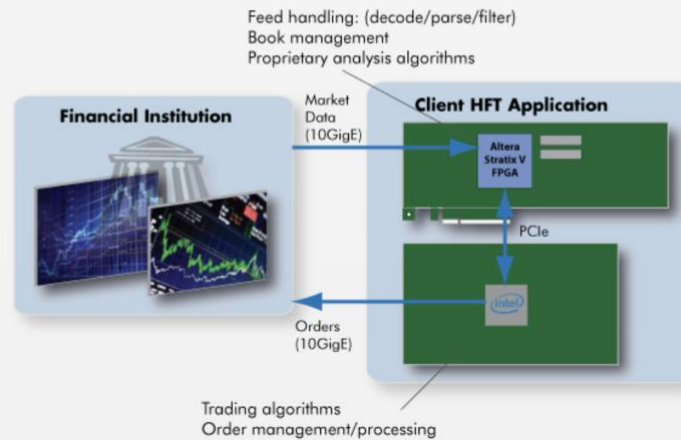 Feed handling: (decode/parse/filter)
Book management
Proprietary analysis algorithms
Financial Institution
Market
Data
(10GigE)
Client HFT Application
Altera
Stratix V
FPGA
PCIe
intel
Orders
(10GigE)
Trading algorithms
Order management/processing